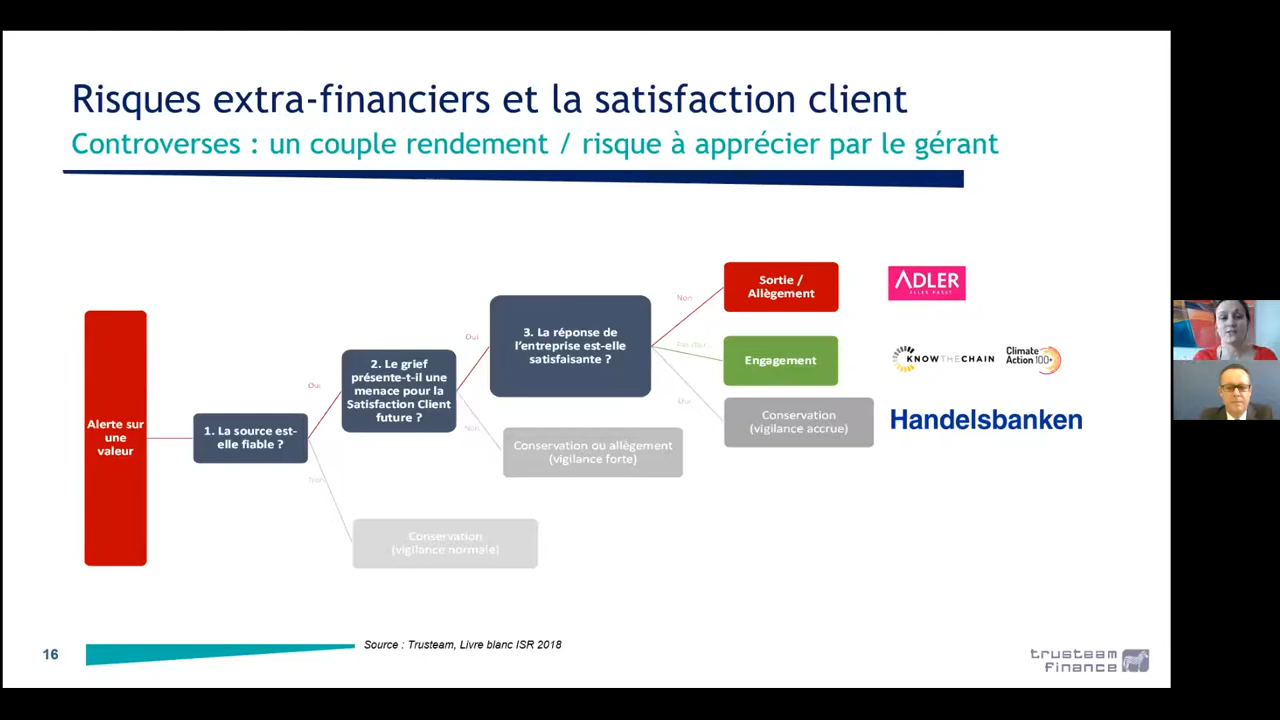 Risques extra-financiers et la satisfaction client
Controverses : un couple rendement / risque à apprécier par le gérant
Alerte sur
une
valeur
1. La source est-
elle fiable ?
Oui
Non
2. Le grief
présente-t-il une
menace pour la
Satisfaction Client
future ?
Conservation
(vigilance normale)
Oui
Non
3. La réponse de
l’entreprise est-elle
satisfaisante ?
Conservation ou allègement
(vigilance forte)
Non
Oui
Sortie /
Allègement
Engagement
Conservation
(vigilance accrue)
ADLER
ALLES PASST
KNOWTHECHAIN
Climate
Action 100+
Handelsbanken
16
Source : Trusteam, Livre blanc ISR 2018
trusteam
finance